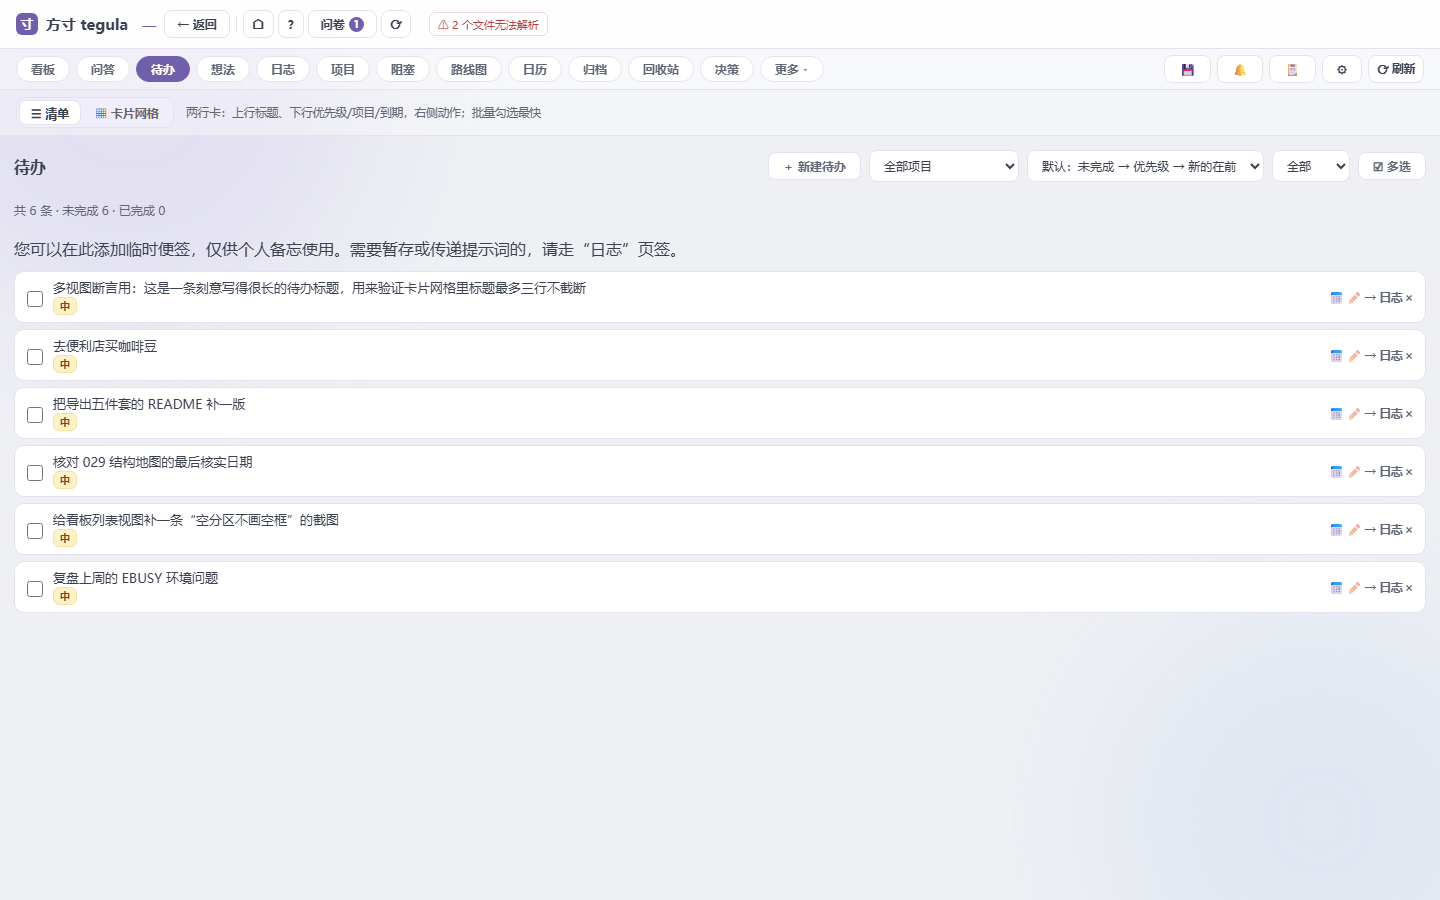 寸 方寸 tegula — ← 返回 ? 问卷 1 ⚠ 2 个文件无法解析
看板 问答 待办 想法 日志 项目 阻塞 路线图 日历 归档 回收站 决策 更多 刷新
☰ 清单 卡片网格 两行卡：上行标题、下行优先级/项目/到期，右侧动作；批量勾选最快
待办 + 新建待办 全部项目 默认：未完成 → 优先级 → 新的在前 全部 ☑ 多选
共 6 条 · 未完成 6 · 已完成 0
您可以在此添加临时便签，仅供个人备忘使用。需要暂存或传递提示词的，请走“日志”页签。
多视图断言用：这是一条刻意写得很长的待办标题，用来验证卡片网格里标题最多三行不截断
中 → 日志 ×
去便利店买咖啡豆
中 → 日志 ×
把导出五件套的 README 补一版
中 → 日志 ×
核对 029 结构地图的最后核实日期
中 → 日志 ×
给看板列表视图补一条“空分区不画空框”的截图
中 → 日志 ×
复盘上周的 EBUSY 环境问题
中 → 日志 ×